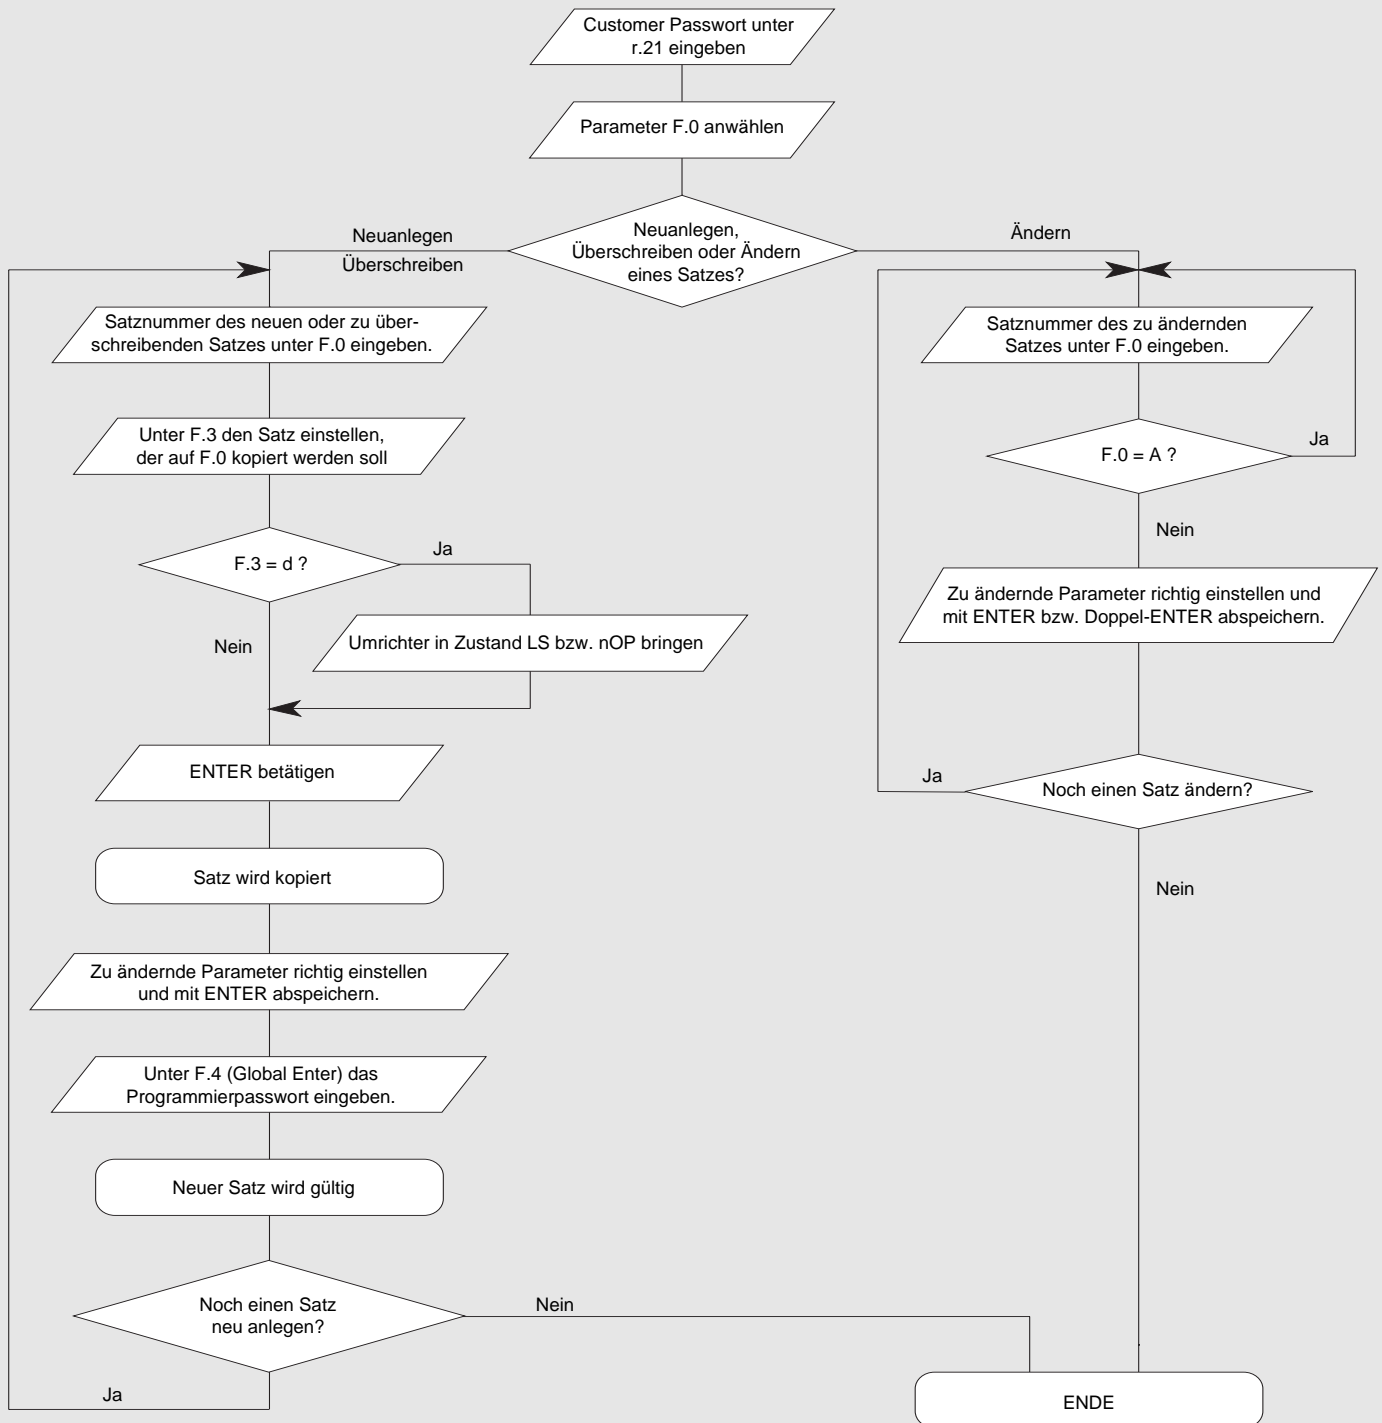 Customer Passwort unter
r.21 eingeben
Parameter F.0 anwählen
Neuanlegen,
Überschreiben oder Ändern
eines Satzes?
Neuanlegen
Überschreiben
Ändern
Satznummer des neuen oder zu über-
schreibenden Satzes unter F.0 eingeben.
Unter F.3 den Satz einstellen,
der auf F.0 kopiert werden soll
F.3 = d ?
Ja
Nein
Umrichter in Zustand LS bzw. nOP bringen
ENTER betätigen
Satz wird kopiert
Zu ändernde Parameter richtig einstellen
und mit ENTER abspeichern.
Unter F.4 (Global Enter) das
Programmierpasswort eingeben.
Neuer Satz wird gültig
Noch einen Satz
neu anlegen?
Nein
Ja
Satznummer des zu ändernden
Satzes unter F.0 eingeben.
F.0 = A ?
Ja
Nein
Zu ändernde Parameter richtig einstellen und
mit ENTER bzw. Doppel-ENTER abspeichern.
Noch einen Satz ändern?
Ja
Nein
ENDE